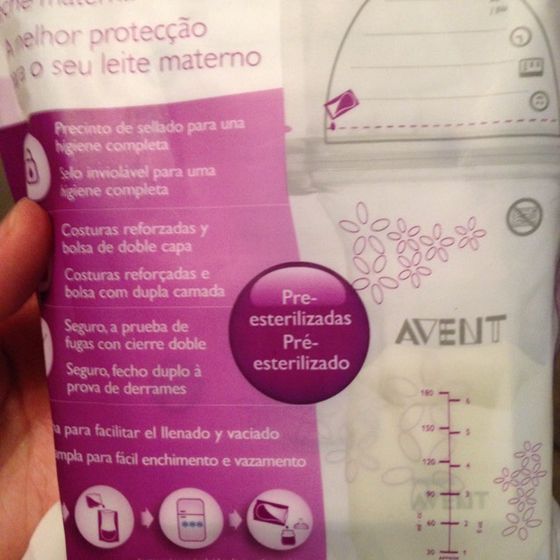 materna
melhor protecção
o seu leite materno
Precinto de sellado para una
higiene completa
Selo inviolável para uma
higiene completa
Costuras reforzadas y
bolsa de doble capa
Costuras reforçadas e
bolsa com dupla camada
Seguro, a prueba de
fugas con cierre doble
Seguro, fecho duplo à
prova de derrames
para facilitar el llenado y vaciado
para fácil enchimento e vazamento
Pre-
esterilizadas
Pré-
esterilizado
AVENT
180
6
150
5
120
4
90
3
60
2
30
1
AVENT